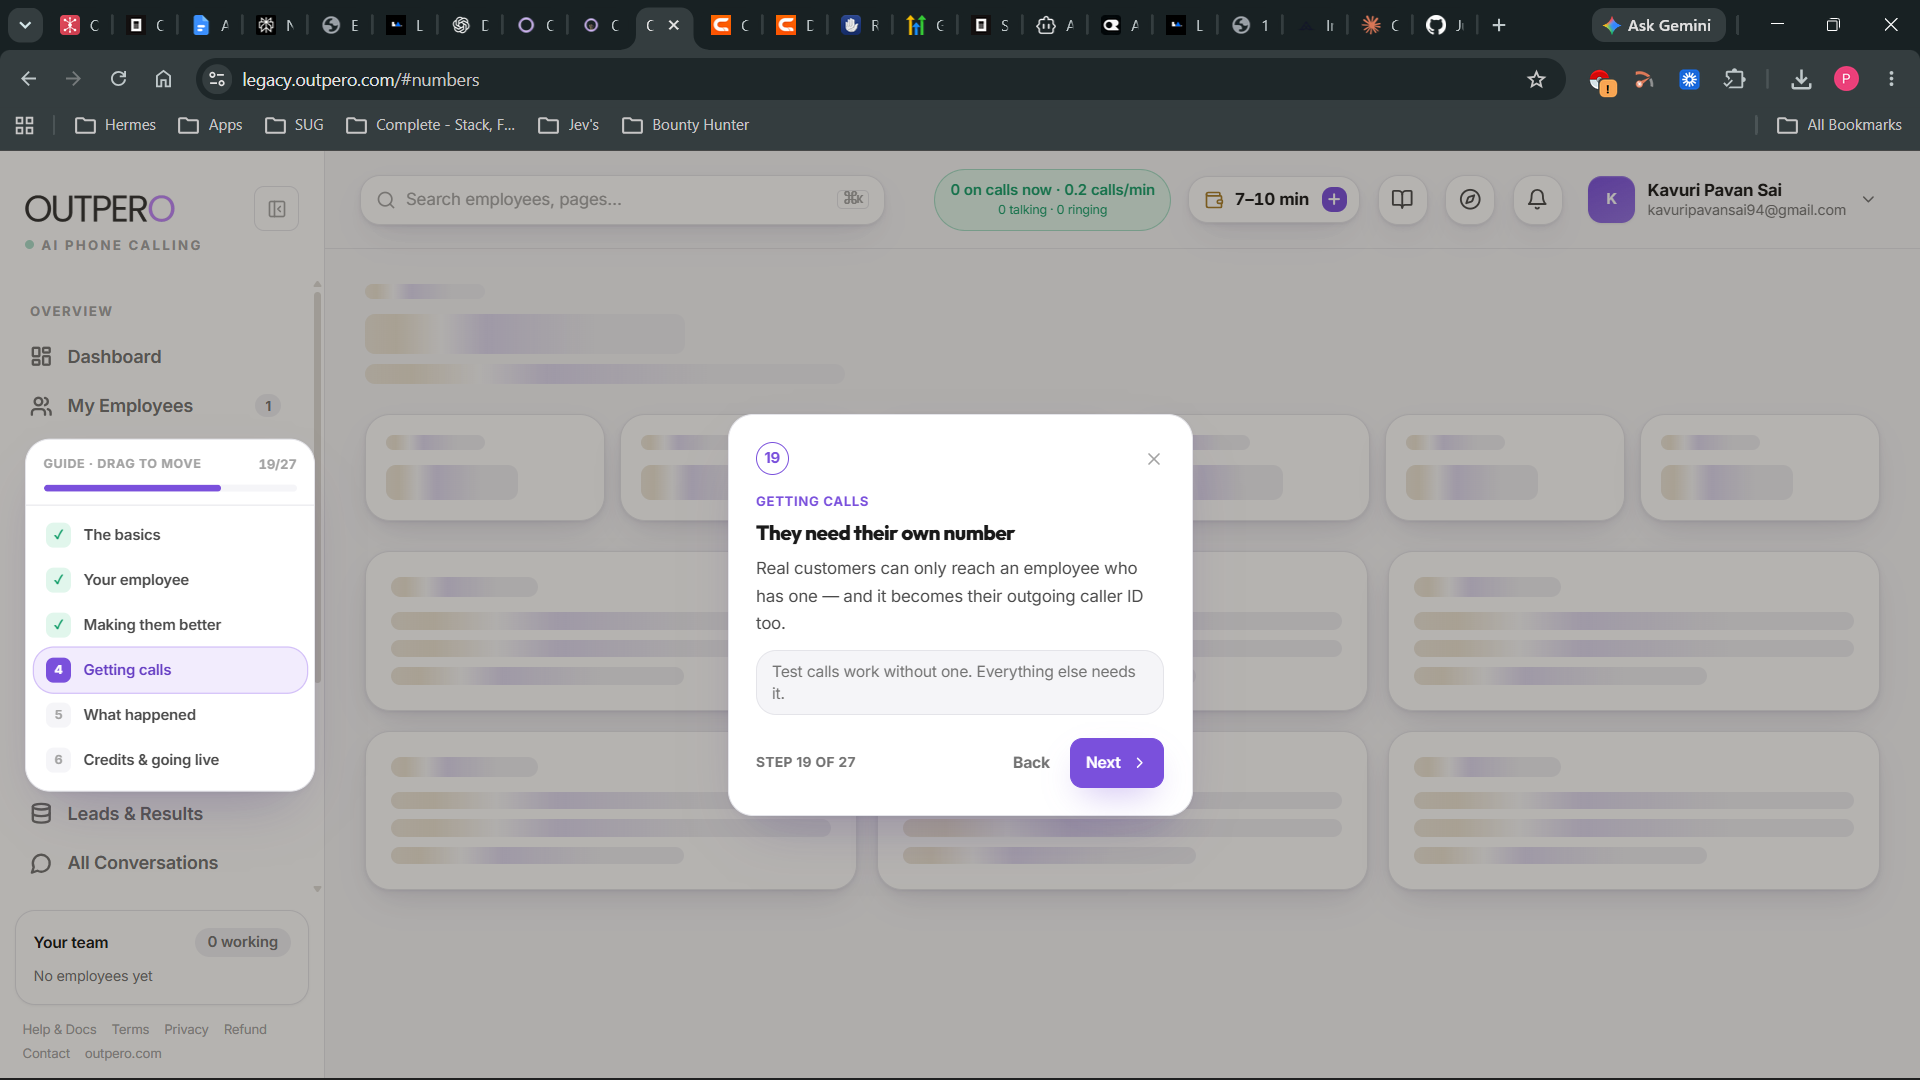 Ask Gemini
legacy.outpero.com/#numbers
Hermes
Apps
SUG
Complete - Stack, F...
Jev's
Bounty Hunter
All Bookmarks
OUTPERO
AI PHONE CALLING
Search employees, pages...
⌘K
0 on calls now · 0.2 calls/min
0 talking · 0 ringing
7–10 min
K
Kavuri Pavan Sai
kavuripavansai94@gmail.com
OVERVIEW
Dashboard
My Employees
1
GUIDE · DRAG TO MOVE
19/27
The basics
Your employee
Making them better
4
Getting calls
5
What happened
6
Credits & going live
Leads & Results
All Conversations
Your team
0 working
No employees yet
Help & Docs
Terms
Privacy
Refund
Contact
outpero.com
19
GETTING CALLS
They need their own number
Real customers can only reach an employee who
has one — and it becomes their outgoing caller ID
too.
Test calls work without one. Everything else needs
it.
STEP 19 OF 27
Back
Next